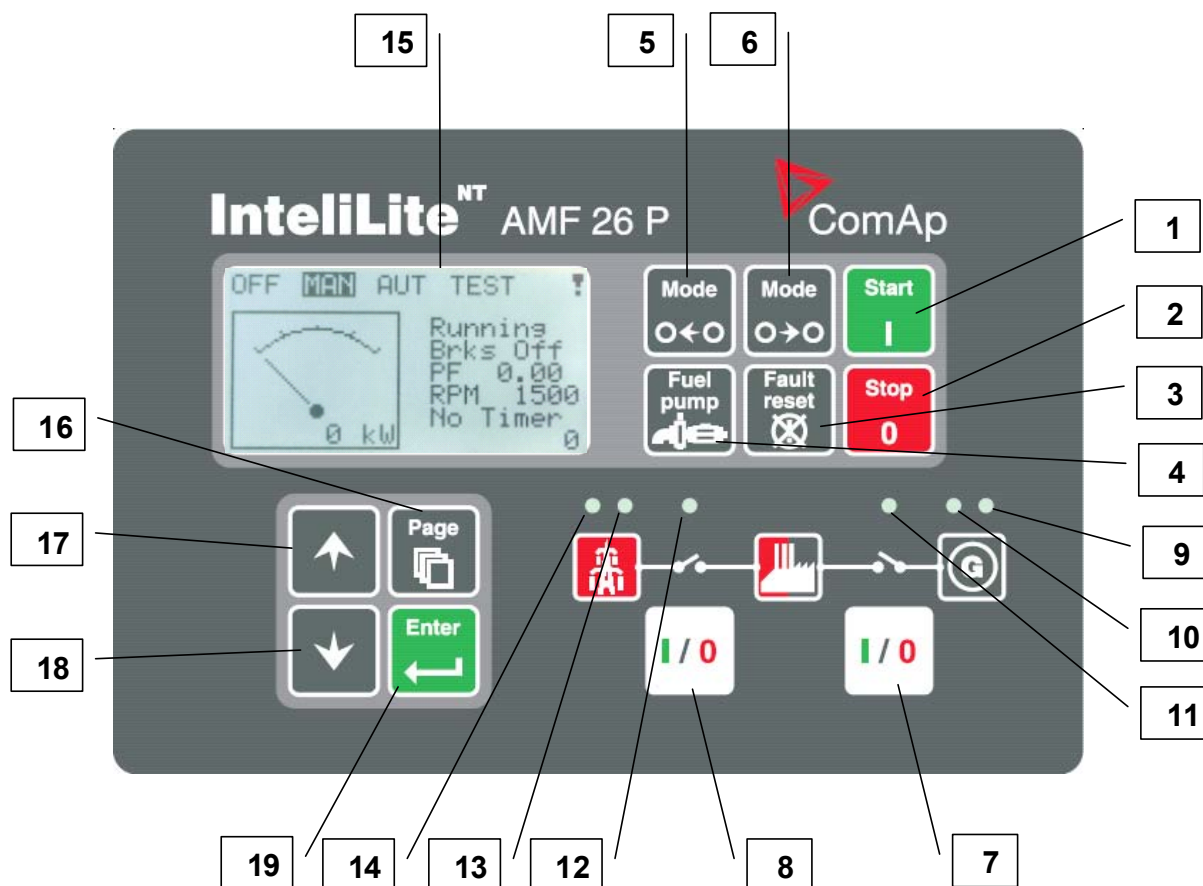 15
5
6
InteliLite NT AMF 26 P
ComAp
1
OFF MAN AUT TEST !
Mode
Mode
Start
I
2
Running
Brks Off
PF 0.00
RPM 1500
No Timer
0
0 kW
Fuel pump
Fault reset
Stop
0
3
16
4
17
Page
9
G
10
18
Enter
I / 0
I / 0
11
19
14
13
12
8
7